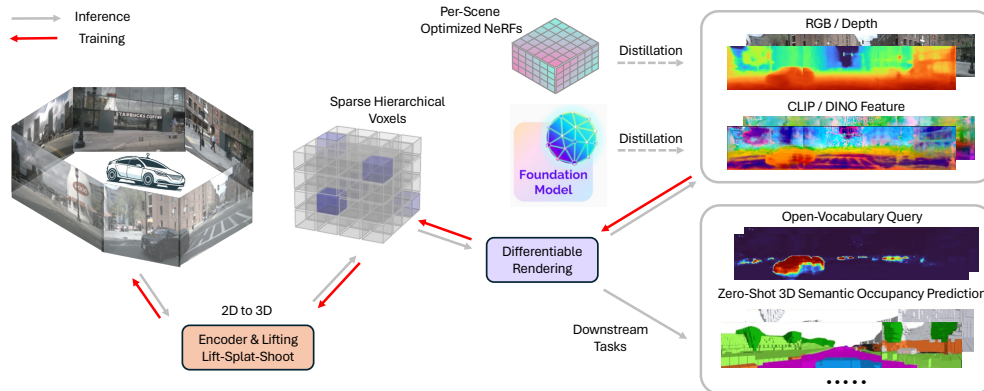 Inference
Training
Per-Scene
Optimized NeRFs
Distillation
RGB / Depth
STARBUCKS COFFEE
Sparse Hierarchical
Voxels
Foundation
Model
Distillation
CLIP / DINO Feature
Differentiable
Rendering
Open-Vocabulary Query
2D to 3D
Encoder & Lifting
Lift-Splat-Shoot
Downstream
Tasks
Zero-Shot 3D Semantic Occupancy Prediction